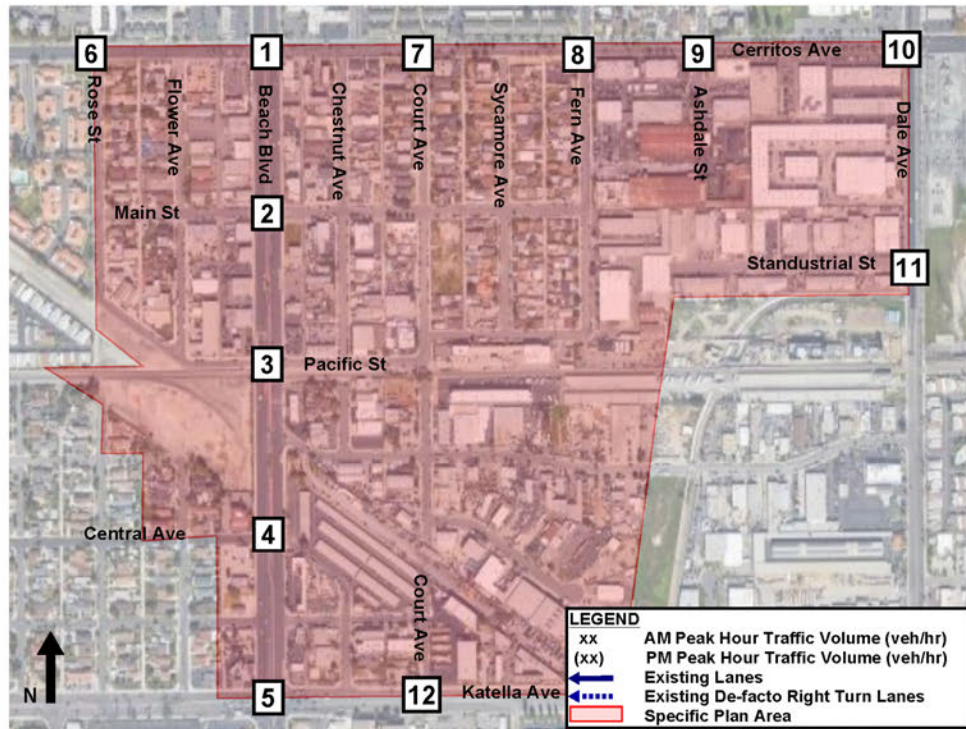 6
1
7
8
9
Cerritos Ave
10
Rose St
Flower Ave
Beach Blvd
Chestnut Ave
Court Ave
Sycamore Ave
Fern Ave
Ashdale St
Dale Ave
Main St
2
Standustrial St
11
3
Pacific St
Central Ave
4
Court Ave
N
5
12
Katella Ave
LEGEND
xx AM Peak Hour Traffic Volume (veh/hr)
(xx) PM Peak Hour Traffic Volume (veh/hr)
Existing Lanes
Existing De-facto Right Turn Lanes
Specific Plan Area